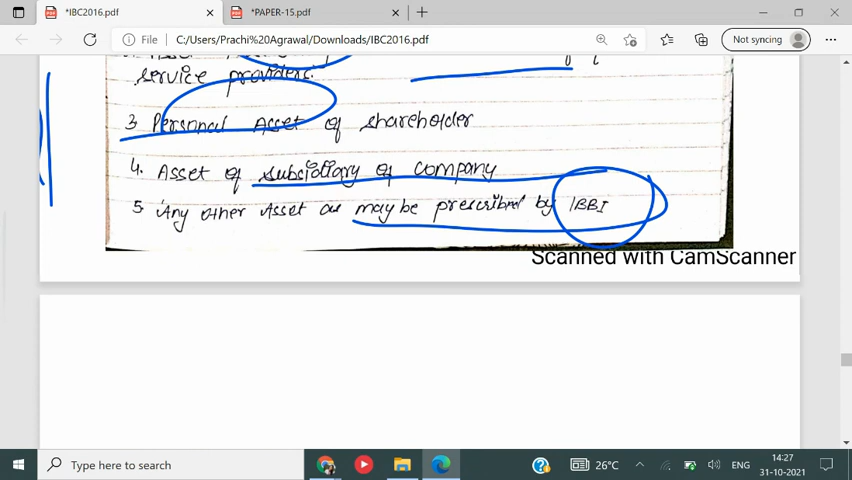 *IBC2016.pdf
*PAPER-15.pdf
File C:/Users/Prachi%20Agrawal/Downloads/IBC2016.pdf
Not syncing
service providers.
3 Personal Asset of shareholder
4. Asset of subsidiary of company
5. Any other Asset as may be prescribed by IBBI
Scanned with CamScanner
Type here to search
26°C
ENG
14:27
31-10-2021